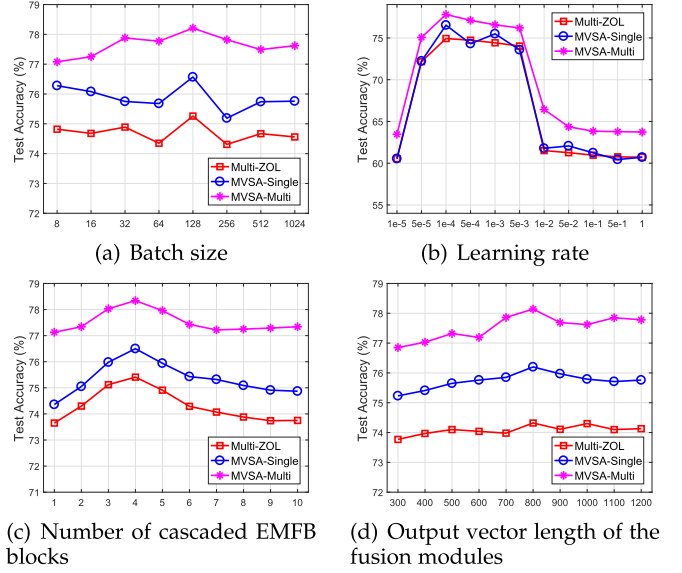 79
78
77
76
75
74
73
72
Test Accuracy (%)
Multi-ZOL
MVSA-Single
MVSA-Multi
8 16 32 64 128 256 512 1024
(a) Batch size
75
70
65
60
55
Test Accuracy (%)
Multi-ZOL
MVSA-Single
MVSA-Multi
1e-5 5e-5 1e-4 5e-4 1e-3 5e-3 1e-2 5e-2 1e-1 5e-1 1
(b) Learning rate
79
78
77
76
75
74
73
72
71
Test Accuracy (%)
Multi-ZOL
MVSA-Single
MVSA-Multi
1 2 3 4 5 6 7 8 9 10
(c) Number of cascaded EMFB
blocks
79
78
77
76
75
74
73
72
Test Accuracy (%)
Multi-ZOL
MVSA-Single
MVSA-Multi
300 400 500 600 700 800 900 1000 1100 1200
(d) Output vector length of the
fusion modules